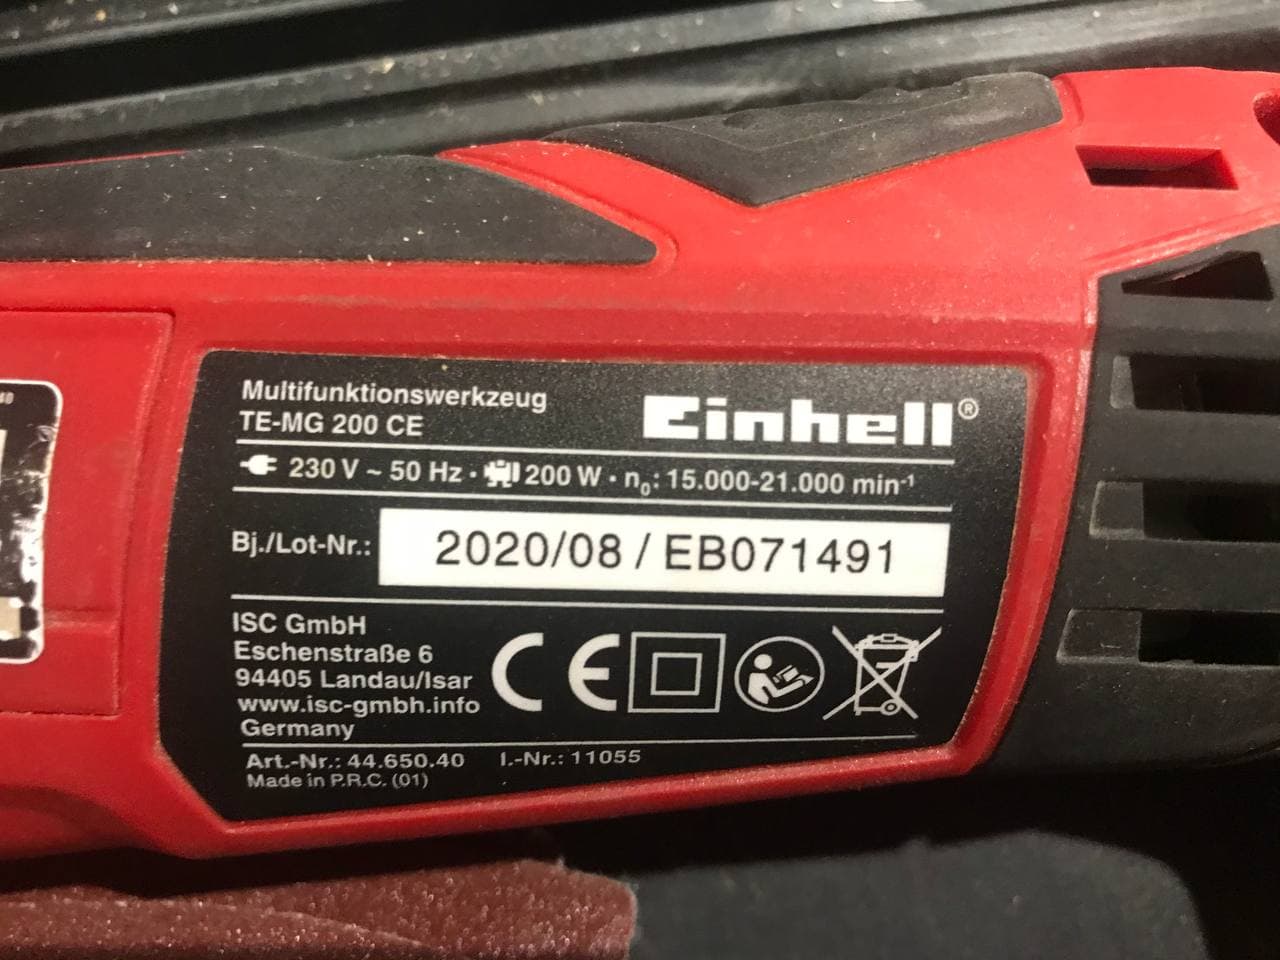 Multifunktionswerkzeug
TE-MG 200 CE
Einhell®
230 V ~ 50 Hz · 200 W · n₀: 15.000-21.000 min⁻¹
Bj./Lot-Nr.: 2020/08 / EB071491
ISC GmbH
Eschenstraße 6
94405 Landau/Isar
www.isc-gmbh.info
Germany
CE
Art.-Nr.: 44.650.40 I.-Nr.: 11055
Made in P.R.C. (01)